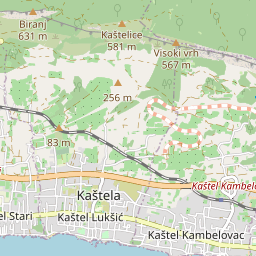 Biranj
631 m
Kaštelice
581 m
Visoki vrh
567 m
256 m
83 m
Kaštel Kambelo
Kaštela
el Stari
Kaštel Lukšić
Kaštel Kambelovac